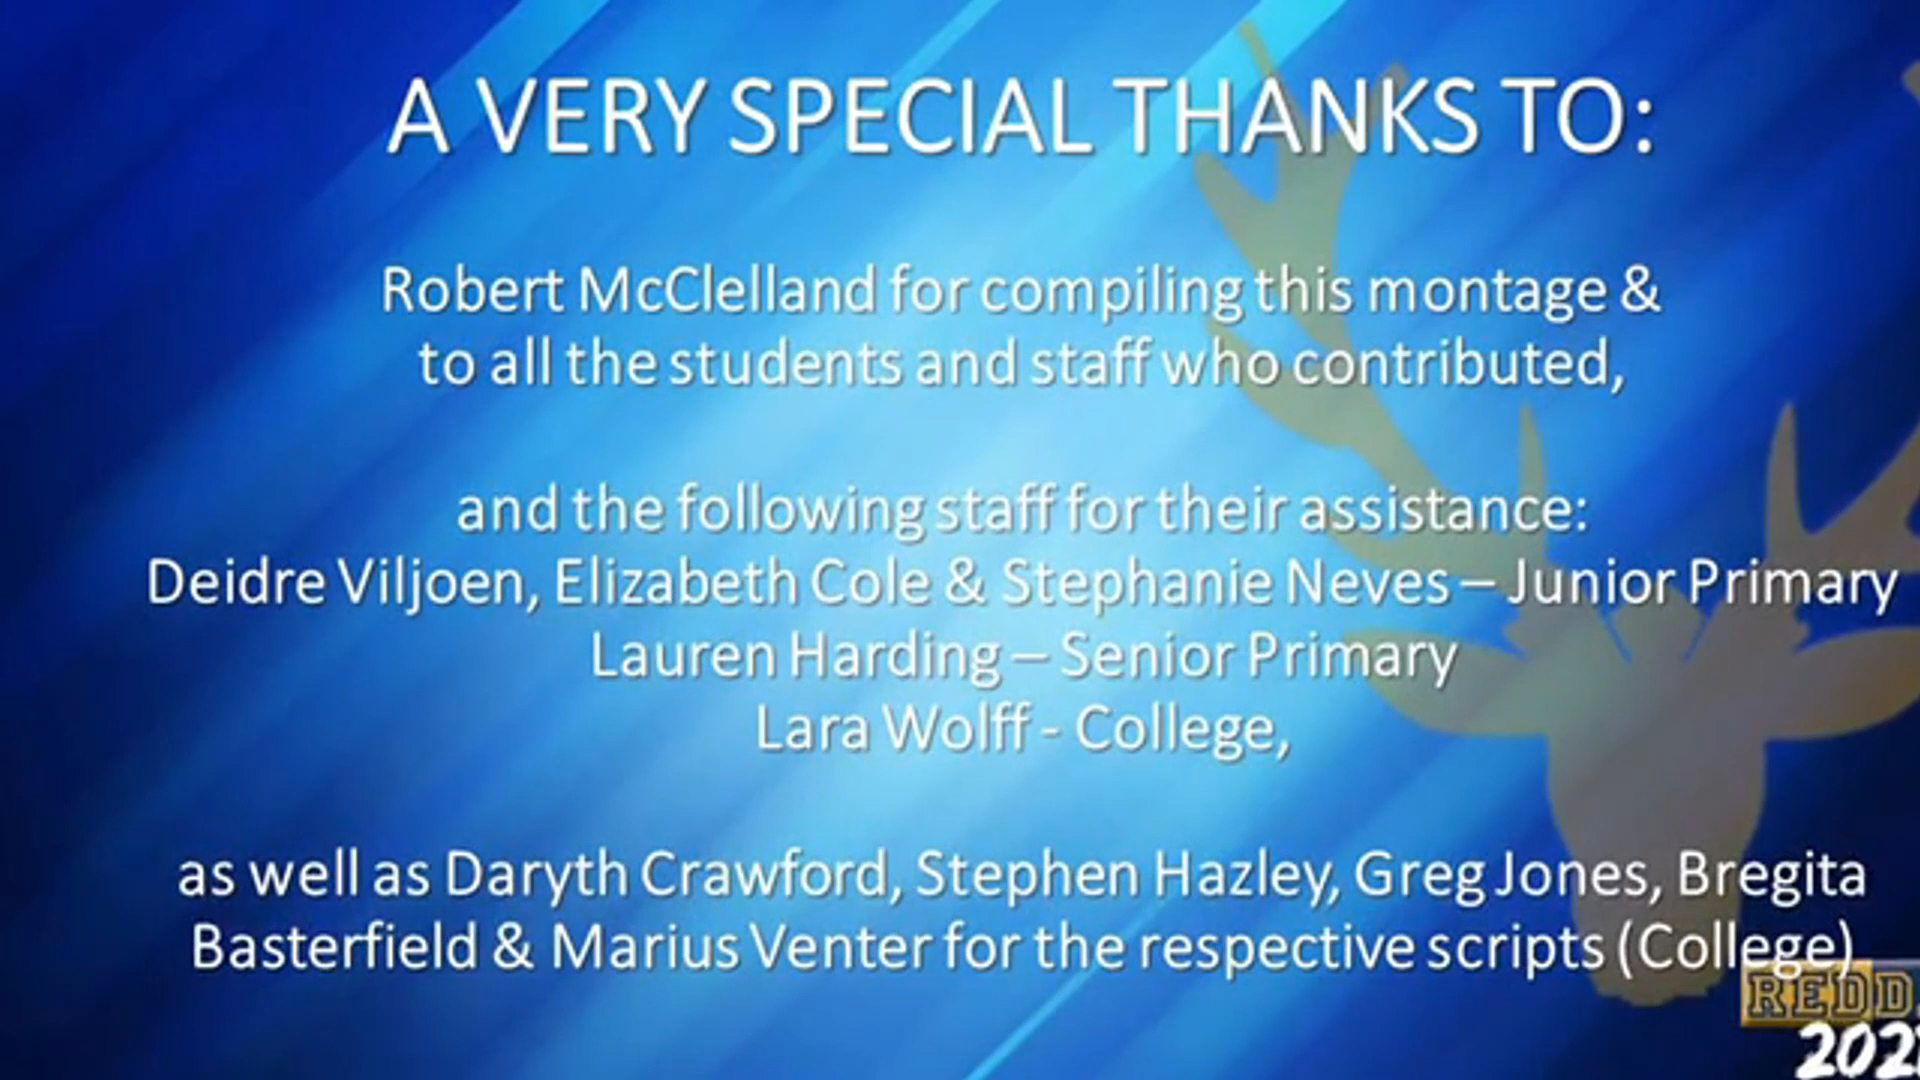 A VERY SPECIAL THANKS TO:
Robert McClelland for compiling this montage &
to all the students and staff who contributed,
and the following staff for their assistance:
Deidre Viljoen, Elizabeth Cole & Stephanie Neves – Junior Primary
Lauren Harding – Senior Primary
Lara Wolff - College,
as well as Daryth Crawford, Stephen Hazley, Greg Jones, Bregita
Basterfield & Marius Venter for the respective scripts (College)
REDD